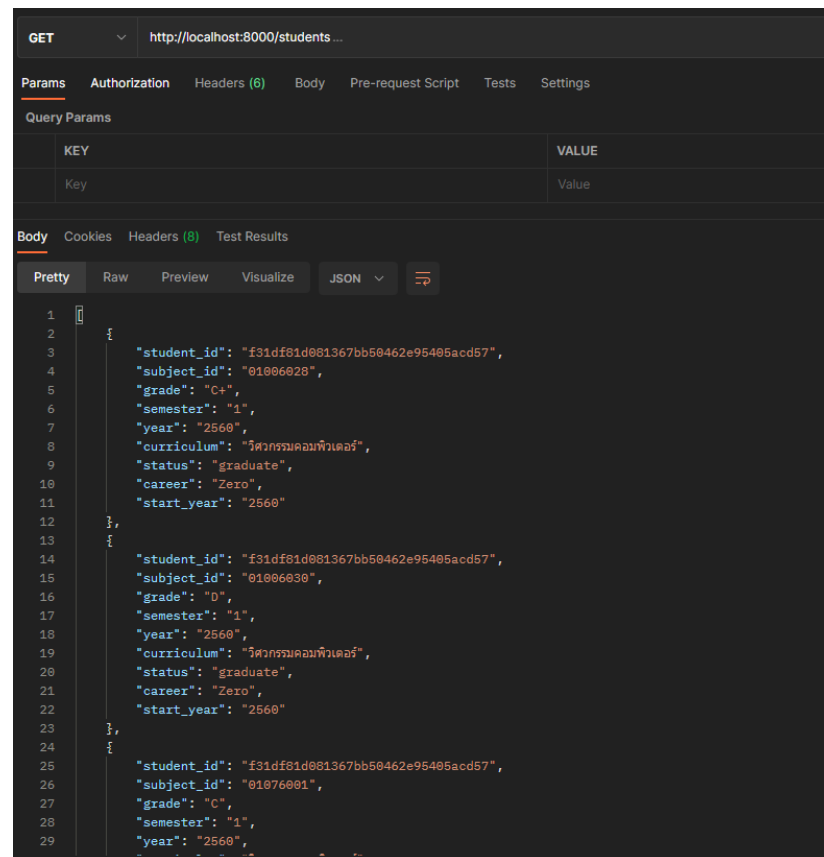 GET http://localhost:8000/students ...
Params Authorization Headers (6) Body Pre-request Script Tests Settings
Query Params
KEY VALUE
Key Value
Body Cookies Headers (8) Test Results
Pretty Raw Preview Visualize JSON
1 [
2 {
3 "student_id": "f31df81d081367bb50462e95405acd57",
4 "subject_id": "01006028",
5 "grade": "C+",
6 "semester": "1",
7 "year": "2560",
8 "curriculum": "วิศวกรรมคอมพิวเตอร์",
9 "status": "graduate",
10 "career": "Zero",
11 "start_year": "2560"
12 },
13 {
14 "student_id": "f31df81d081367bb50462e95405acd57",
15 "subject_id": "01006030",
16 "grade": "D",
17 "semester": "1",
18 "year": "2560",
19 "curriculum": "วิศวกรรมคอมพิวเตอร์",
20 "status": "graduate",
21 "career": "Zero",
22 "start_year": "2560"
23 },
24 {
25 "student_id": "f31df81d081367bb50462e95405acd57",
26 "subject_id": "01076001",
27 "grade": "C",
28 "semester": "1",
29 "year": "2560",